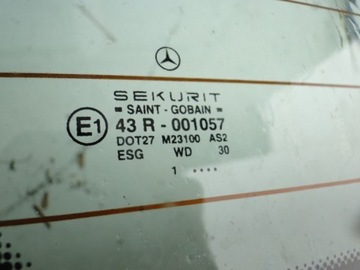 SEKURIT
= SAINT - GOBAIN =
E1 43 R - 001057
DOT27 M23100 AS2
ESG WD 30
1 ****